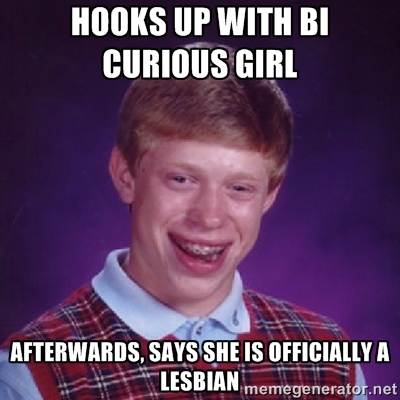 HOOKS UP WITH BI
CURIOUS GIRL
AFTERWARDS, SAYS SHE IS OFFICIALLY A
LESBIAN
memegenerator.net